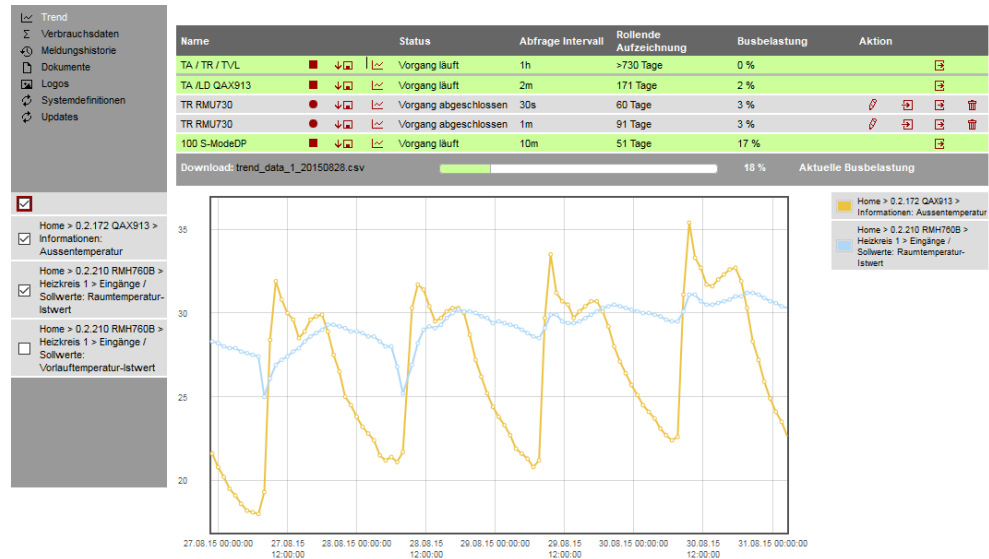 Trend
Σ Verbrauchsdaten
Meldungshistorie
Dokumente
Logos
Systemdefinitionen
Updates
Name Status Abfrage Intervall Rollende Aufzeichnung Busbelastung Aktion
TA / TR / TVL Vorgang läuft 1h >730 Tage 0 %
TA /LD QAX913 Vorgang läuft 2m 171 Tage 2 %
TR RMU730 Vorgang abgeschlossen 30s 60 Tage 3 %
TR RMU730 Vorgang abgeschlossen 1m 91 Tage 3 %
100 S-ModeDP Vorgang läuft 10m 51 Tage 17 %
Download: trend_data_1_20150828.csv 18 % Aktuelle Busbelastung
Home > 0.2.172 QAX913 >
Informationen:
Aussentemperatur
Home > 0.2.210 RMH760B >
Heizkreis 1 > Eingänge /
Sollwerte: Raumtemperatur-
Istwert
Home > 0.2.210 RMH760B >
Heizkreis 1 > Eingänge /
Sollwerte:
Vorlauftemperatur-Istwert
35
30
25
20
27.08.15 00:00:00
27.08.15
12:00:00
28.08.15 00:00:00
28.08.15
12:00:00
29.08.15 00:00:00
29.08.15
12:00:00
30.08.15 00:00:00
30.08.15
12:00:00
31.08.15 00:00:00
Home > 0.2.172 QAX913 >
Informationen: Aussentemperatur
Home > 0.2.210 RMH760B >
Heizkreis 1 > Eingänge /
Sollwerte: Raumtemperatur-
Istwert